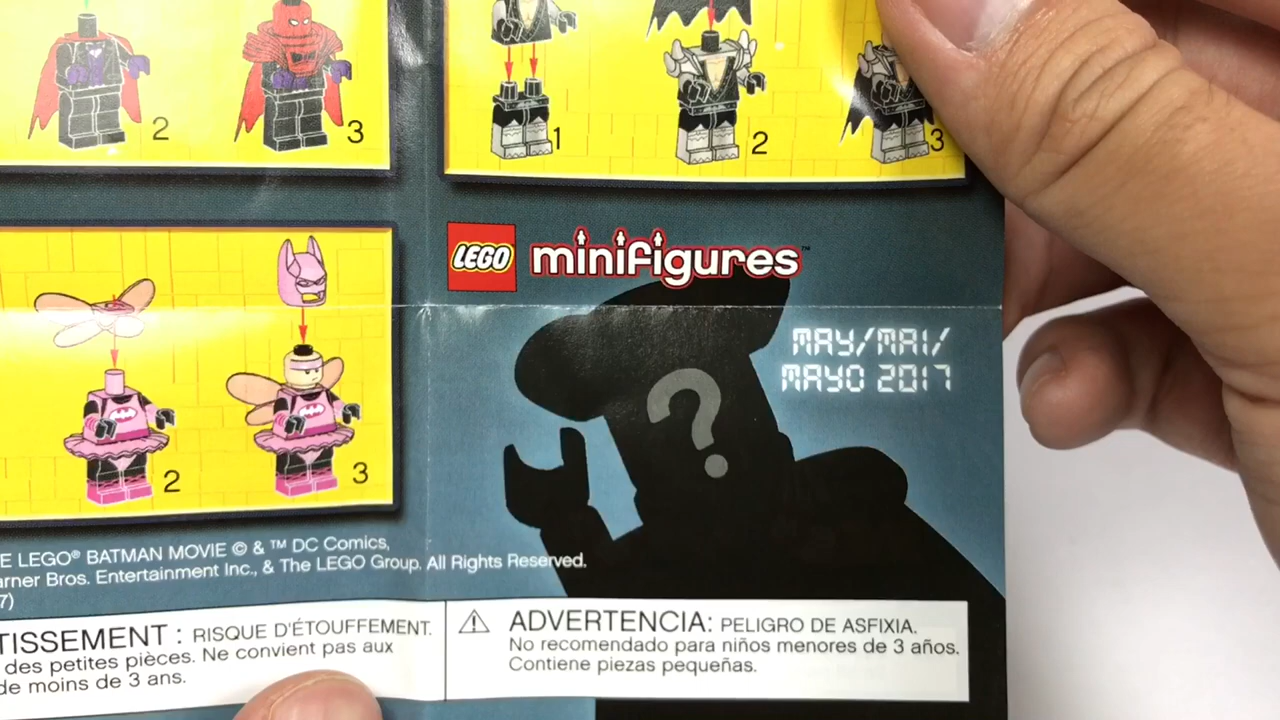 2
3
1
2
3
LEGO minifigures™
MAY/MAI/
MAYO 2017
2
3
E LEGO® BATMAN MOVIE © & ™ DC Comics,
arner Bros. Entertainment Inc., & The LEGO Group. All Rights Reserved.
7)
TISSEMENT : RISQUE D'ÉTOUFFEMENT.
des petites pièces. Ne convient pas aux
de moins de 3 ans.
ADVERTENCIA: PELIGRO DE ASFIXIA.
No recomendado para niños menores de 3 años.
Contiene piezas pequeñas.